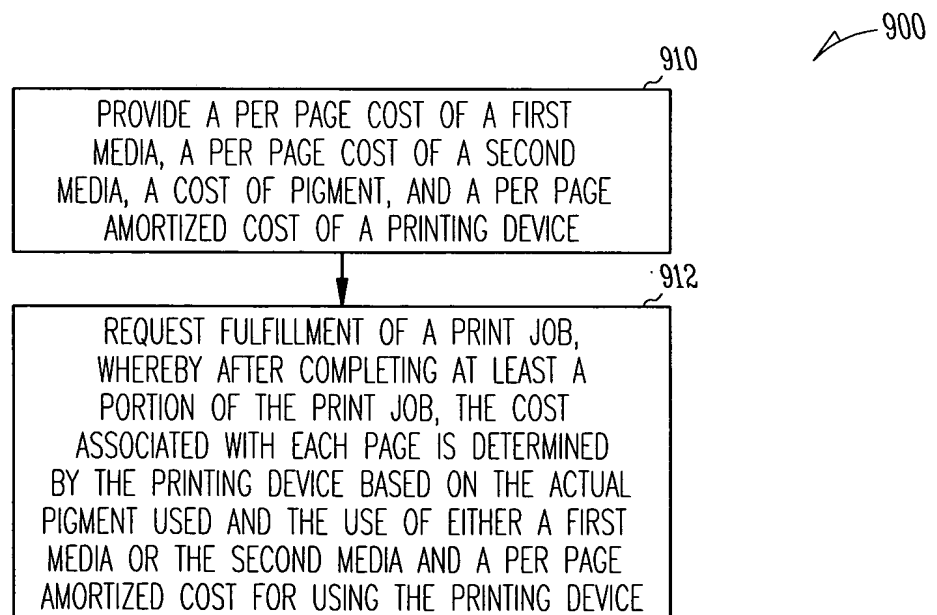 900
910
PROVIDE A PER PAGE COST OF A FIRST
MEDIA, A PER PAGE COST OF A SECOND
MEDIA, A COST OF PIGMENT, AND A PER PAGE
AMORTIZED COST OF A PRINTING DEVICE
912
REQUEST FULFILLMENT OF A PRINT JOB,
WHEREBY AFTER COMPLETING AT LEAST A
PORTION OF THE PRINT JOB, THE COST
ASSOCIATED WITH EACH PAGE IS DETERMINED
BY THE PRINTING DEVICE BASED ON THE ACTUAL
PIGMENT USED AND THE USE OF EITHER A FIRST
MEDIA OR THE SECOND MEDIA AND A PER PAGE
AMORTIZED COST FOR USING THE PRINTING DEVICE